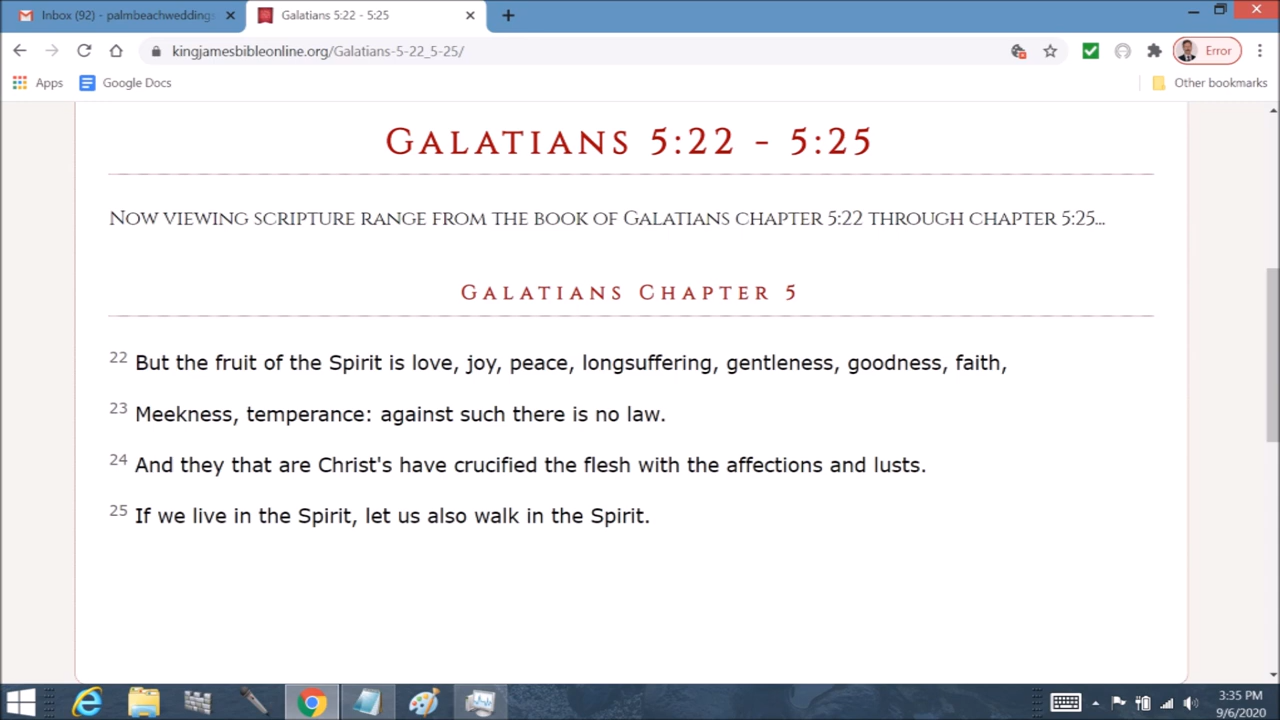 Inbox (92) - palmbeachwedding
Galatians 5:22 - 5:25
kingjamesbibleonline.org/Galatians-5-22_5-25/
Error
Apps
Google Docs
Other bookmarks
Galatians 5:22 - 5:25
Now viewing scripture range from the book of Galatians chapter 5:22 through chapter 5:25...
Galatians Chapter 5
22 But the fruit of the Spirit is love, joy, peace, longsuffering, gentleness, goodness, faith,
23 Meekness, temperance: against such there is no law.
24 And they that are Christ's have crucified the flesh with the affections and lusts.
25 If we live in the Spirit, let us also walk in the Spirit.
3:35 PM
9/6/2020